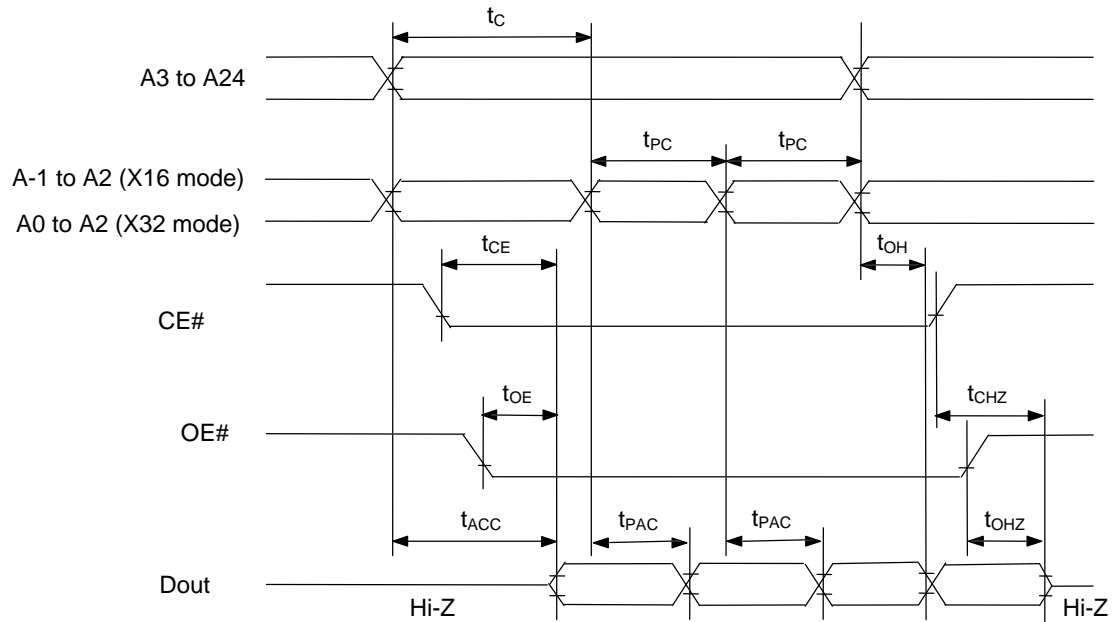 tC
A3 to A24
tPC tPC
A-1 to A2 (X16 mode)
A0 to A2 (X32 mode)
tCE
tOH
CE#
tOE
tCHZ
OE#
tACC
tPAC
tPAC
tOHZ
Dout
Hi-Z
Hi-Z